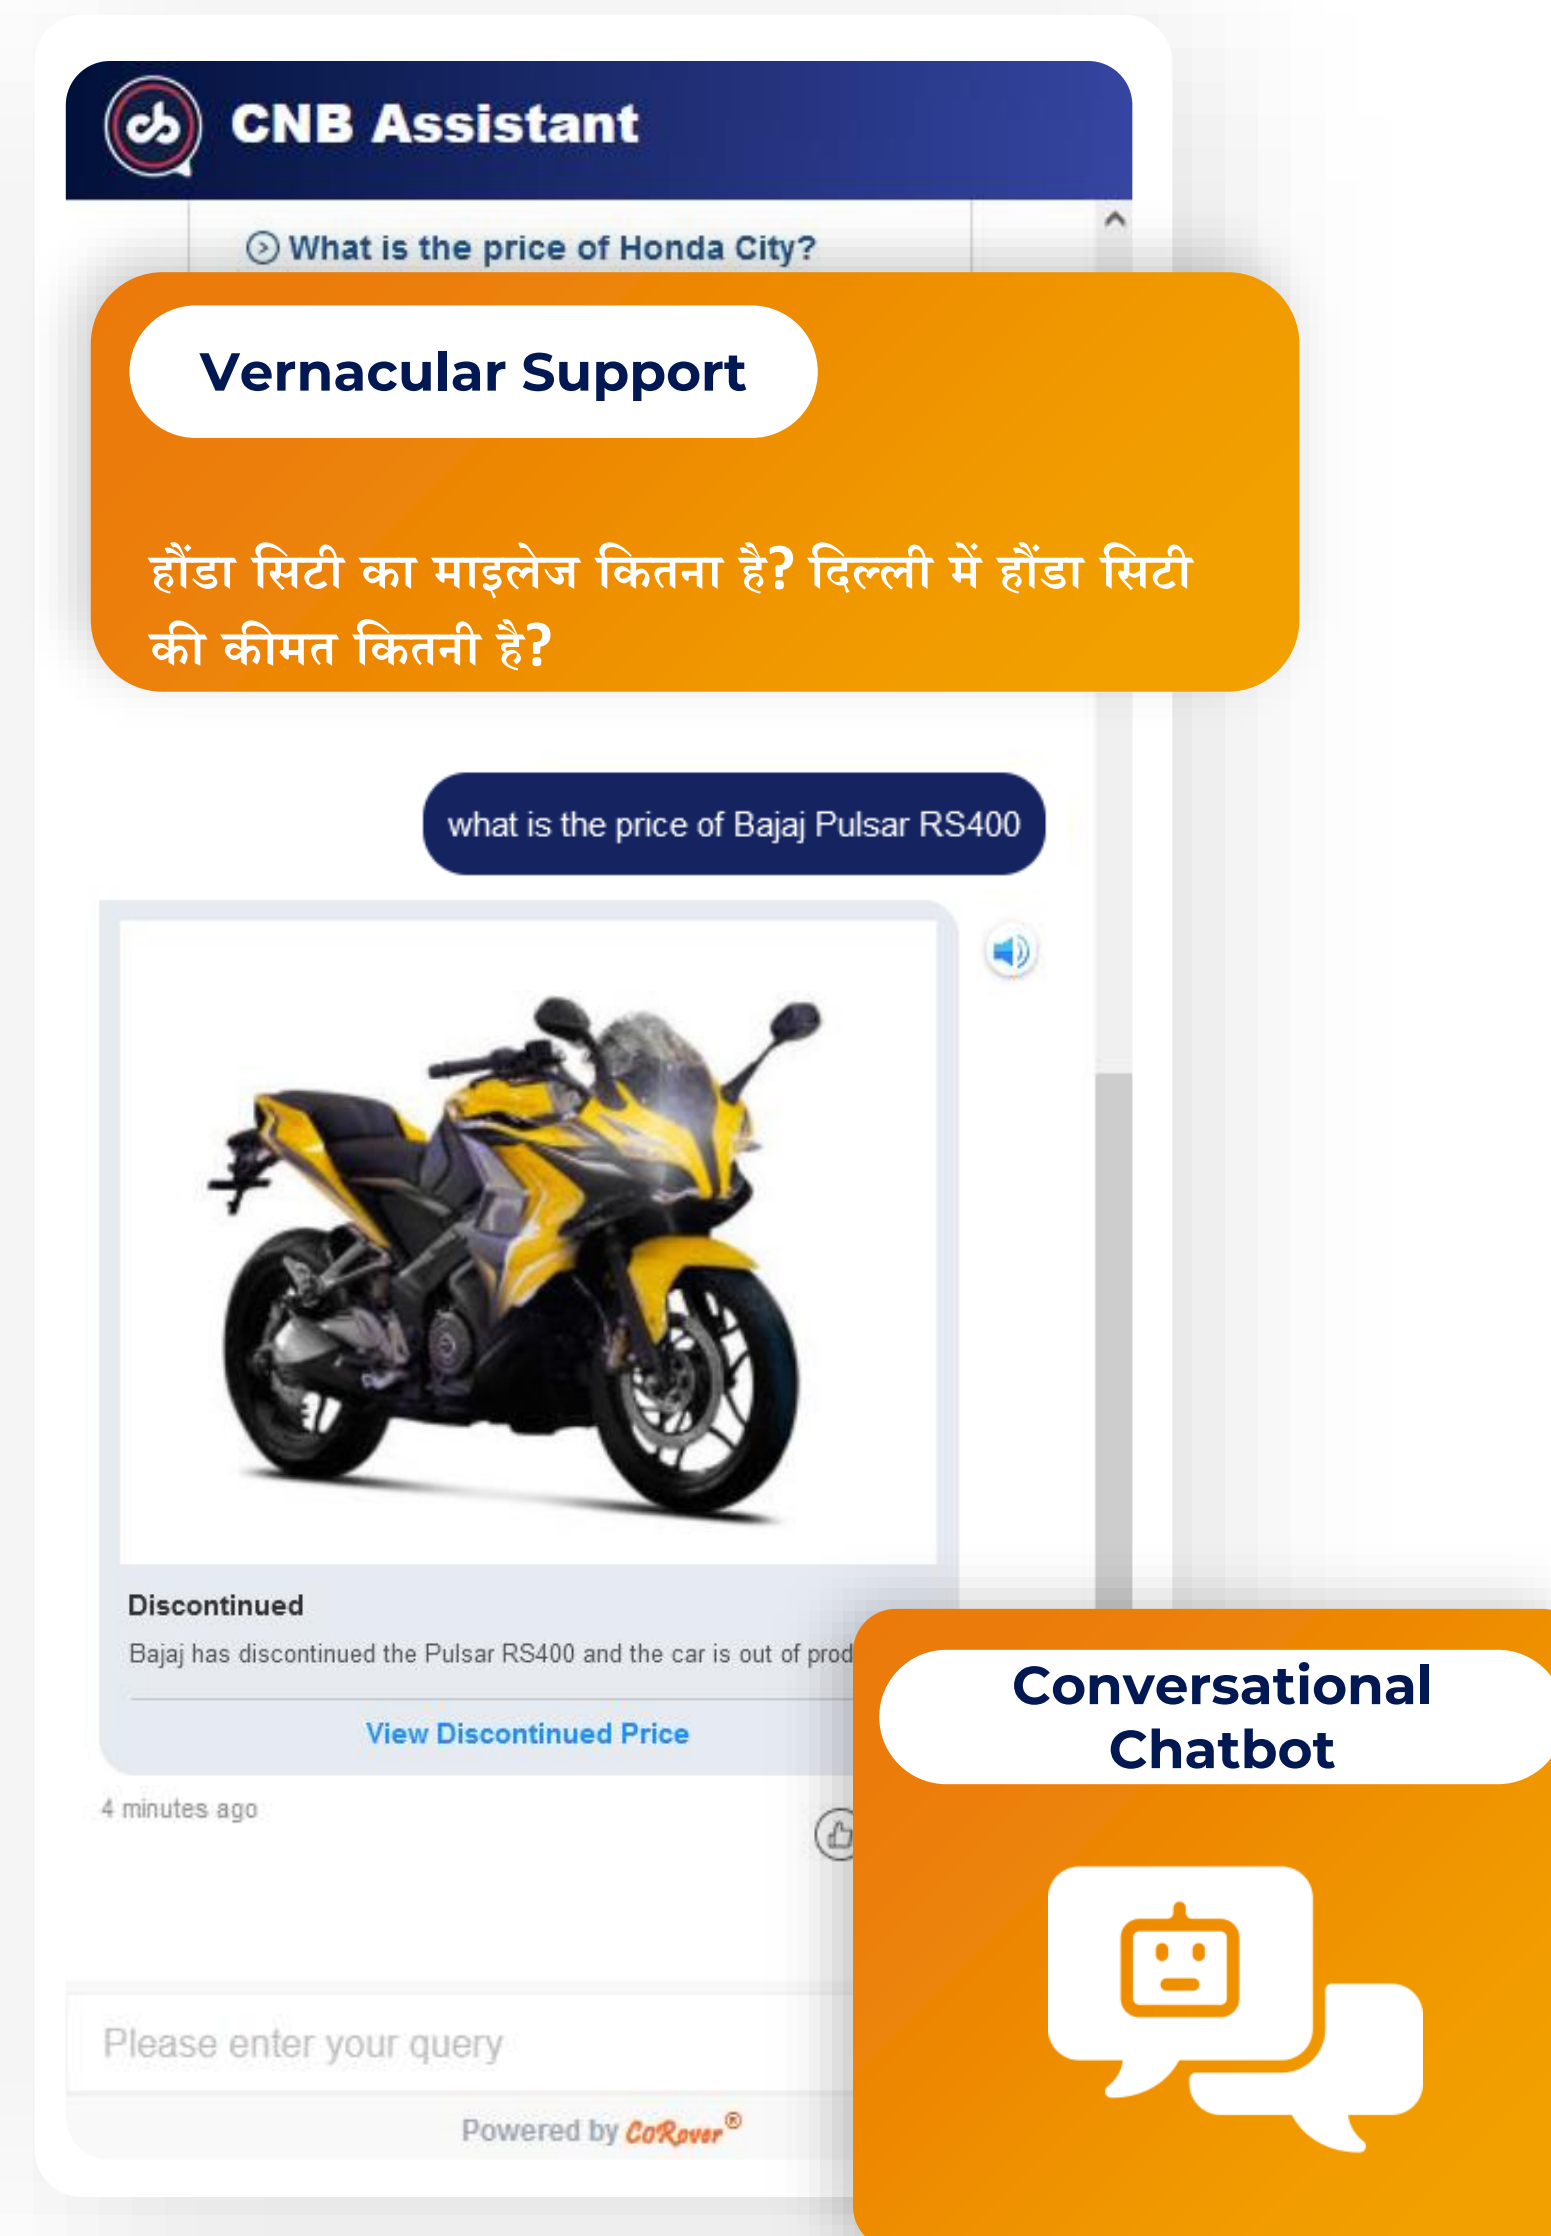 CNB Assistant
What is the price of Honda City?
Vernacular Support
हौंडा सिटी का माइलेज कितना है? दिल्ली में हौंडा सिटी
की कीमत कितनी है?
what is the price of Bajaj Pulsar RS400
Discontinued
Bajaj has discontinued the Pulsar RS400 and the car is out of prod
View Discontinued Price
4 minutes ago
Conversational
Chatbot
Please enter your query
Powered by CoRover®